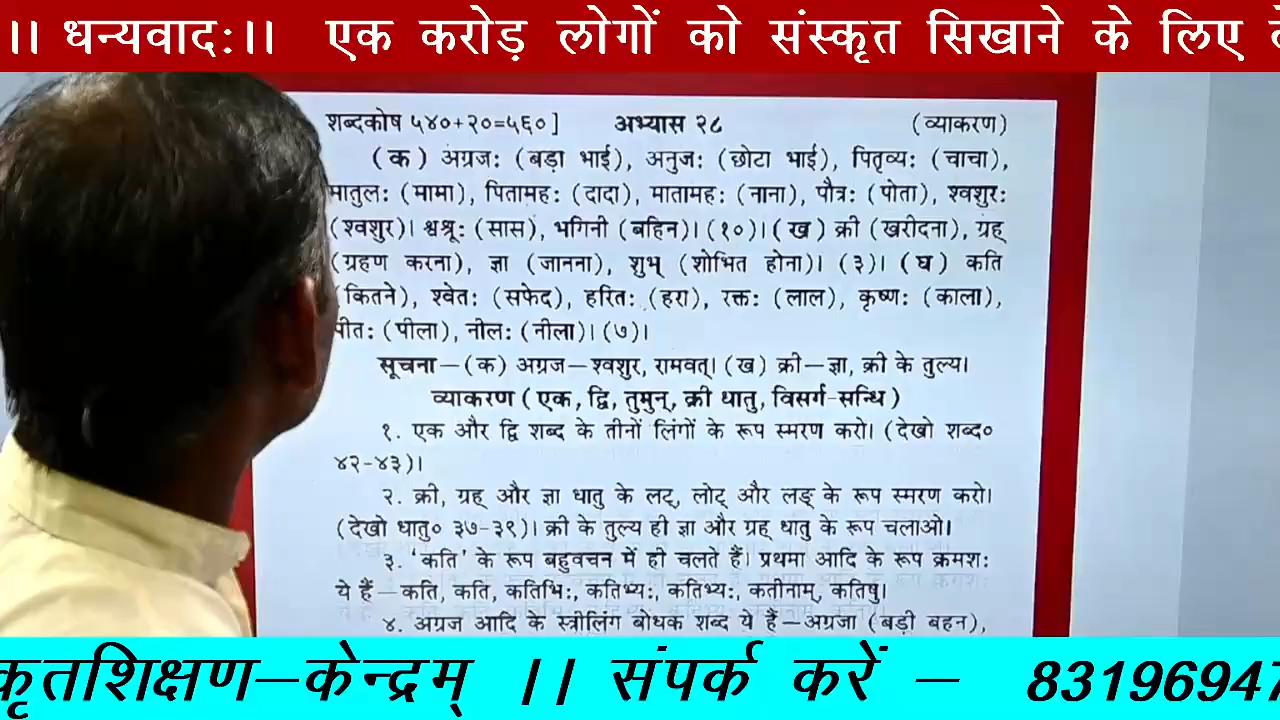 ।। धन्यवादः।। एक करोड़ लोगों को संस्कृत सिखाने के लिए
शब्दकोष ५४०+२०=५६०] अभ्यास २८ (व्याकरण)
(क) अग्रजः (बड़ा भाई), अनुजः (छोटा भाई), पितृव्यः (चाचा),
मातुलः (मामा), पितामहः (दादा), मातामहः (नाना), पौत्रः (पोता), श्वशुरः
(श्वशुर)। श्वश्रूः (सास), भगिनी (बहिन)। (१०)। (ख) क्री (खरीदना), ग्रह्
(ग्रहण करना), ज्ञा (जानना), शुभ् (शोभित होना)। (३)। (घ) कति
(कितने), श्वेतः (सफेद), हरितः (हरा), रक्तः (लाल), कृष्णः (काला),
पीतः (पीला), नीलः (नीला)। (७)।
सूचना—(क) अग्रज—श्वशुर, रामवत्। (ख) क्री—ज्ञा, क्री के तुल्य।
व्याकरण (एक, द्वि, तुमुन्, क्री धातु, विसर्ग-सन्धि)
१. एक और द्वि शब्द के तीनों लिंगों के रूप स्मरण करो। (देखो शब्द०
४२-४३)।
२. क्री, ग्रह् और ज्ञा धातु के लट्, लोट् और लङ् के रूप स्मरण करो।
(देखो धातु० ३७-३९)। क्री के तुल्य ही ज्ञा और ग्रह् धातु के रूप चलाओ।
३. 'कति' के रूप बहुवचन में ही चलते हैं। प्रथमा आदि के रूप क्रमशः
ये हैं—कति, कति, कतिभिः, कतिभ्यः, कतिभ्यः, कतीनाम्, कतिषु।
४. अग्रज आदि के स्त्रीलिंग बोधक शब्द ये हैं—अग्रजा (बड़ी बहन),
कृतशिक्षण—केन्द्रम् ।। संपर्क करें — 83196947